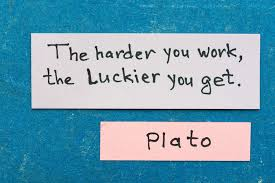 The harder you work,
the Luckier you get.
Plato